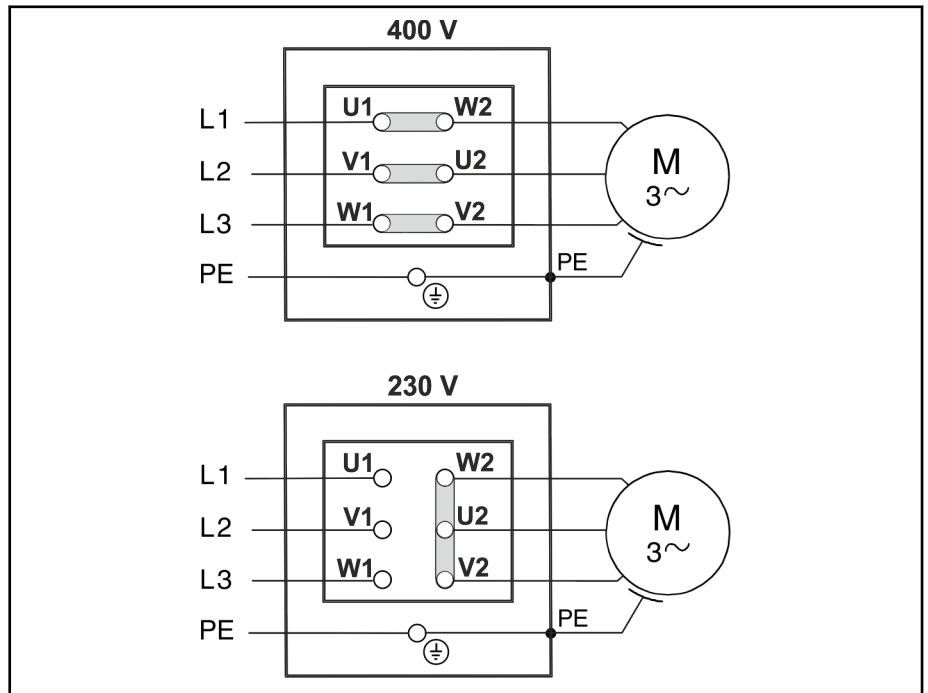 400 V
L1 U1 W2
L2 V1 U2 M
3~
L3 W1 V2
PE PE
230 V
L1 U1 W2
L2 V1 U2 M
3~
L3 W1 V2
PE PE